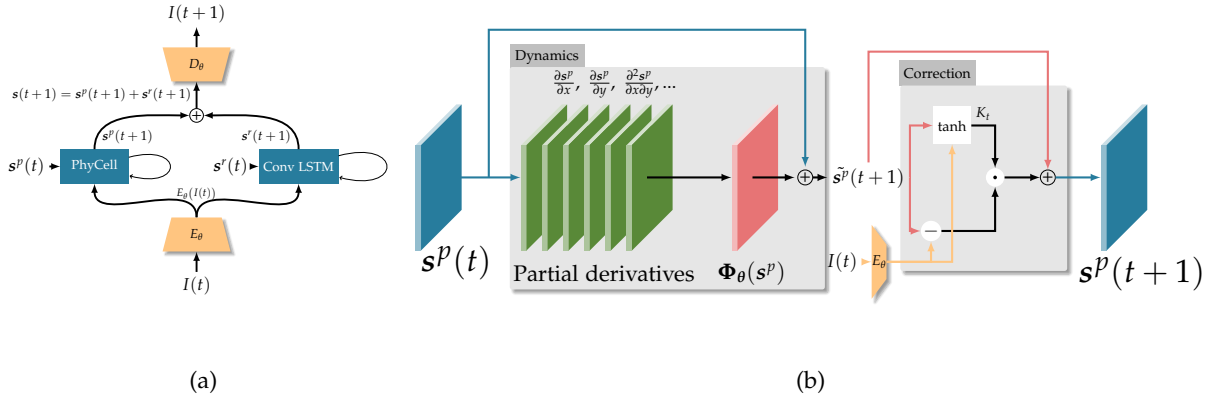 I(t+1)
D_θ
s(t+1) = s^p(t+1) + s^r(t+1)
+
s^p(t+1)
s^r(t+1)
s^p(t)
PhyCell
s^r(t)
Conv LSTM
E_θ(I(t))
E_θ
I(t)
(a)
Dynamics
∂s^p/∂x, ∂s^p/∂y, ∂²s^p/∂x∂y, ...
s^p(t)
Partial derivatives
Φ_θ(s^p)
+
s̃^p(t+1)
I(t)
E_θ
Correction
tanh
K_t
·
−
+
s^p(t+1)
(b)